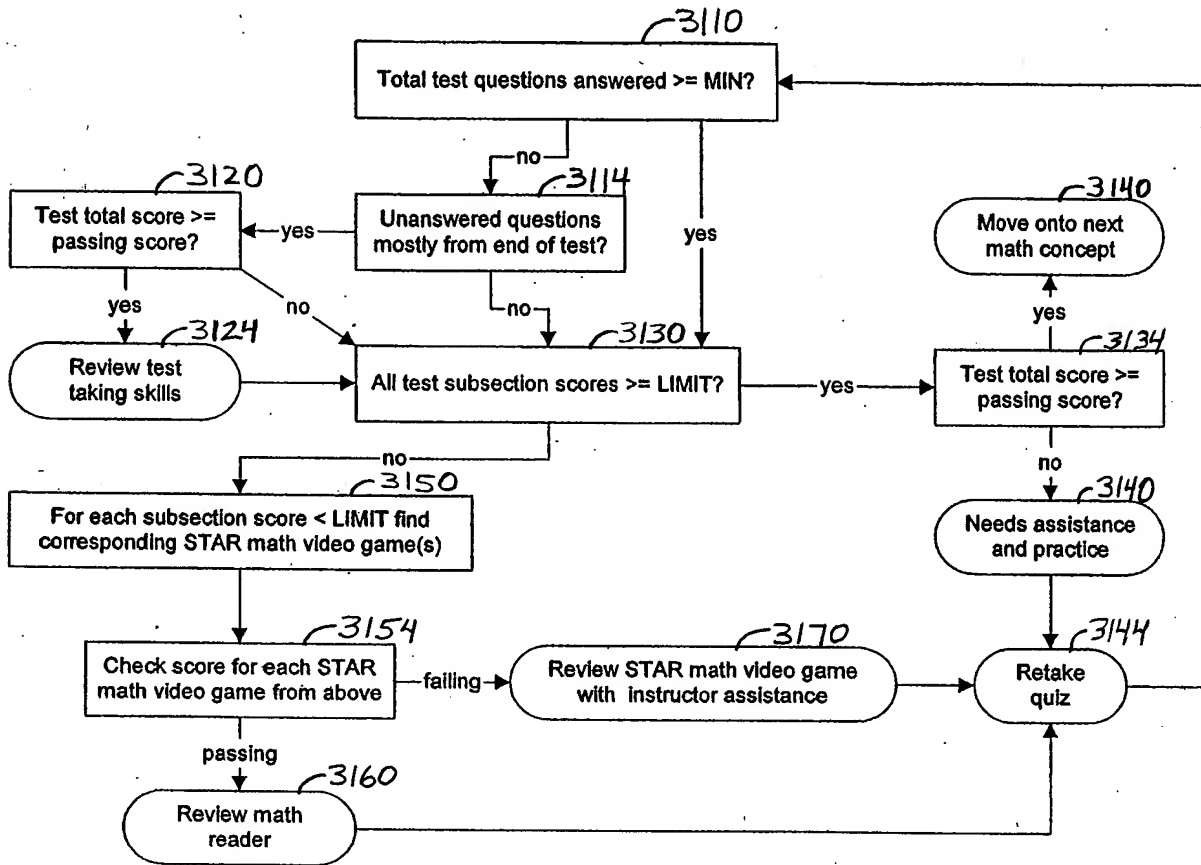 3110
Total test questions answered >= MIN?
no
yes
3120
Test total score >=
passing score?
yes
3114
Unanswered questions
mostly from end of test?
3140
Move onto next
math concept
yes
no
no
yes
3124
Review test
taking skills
3130
All test subsection scores >= LIMIT?
yes
3134
Test total score >=
passing score?
no
no
3150
For each subsection score < LIMIT find
corresponding STAR math video game(s)
3140
Needs assistance
and practice
3154
Check score for each STAR
math video game from above
failing
3170
Review STAR math video game
with instructor assistance
3144
Retake
quiz
passing
3160
Review math
reader